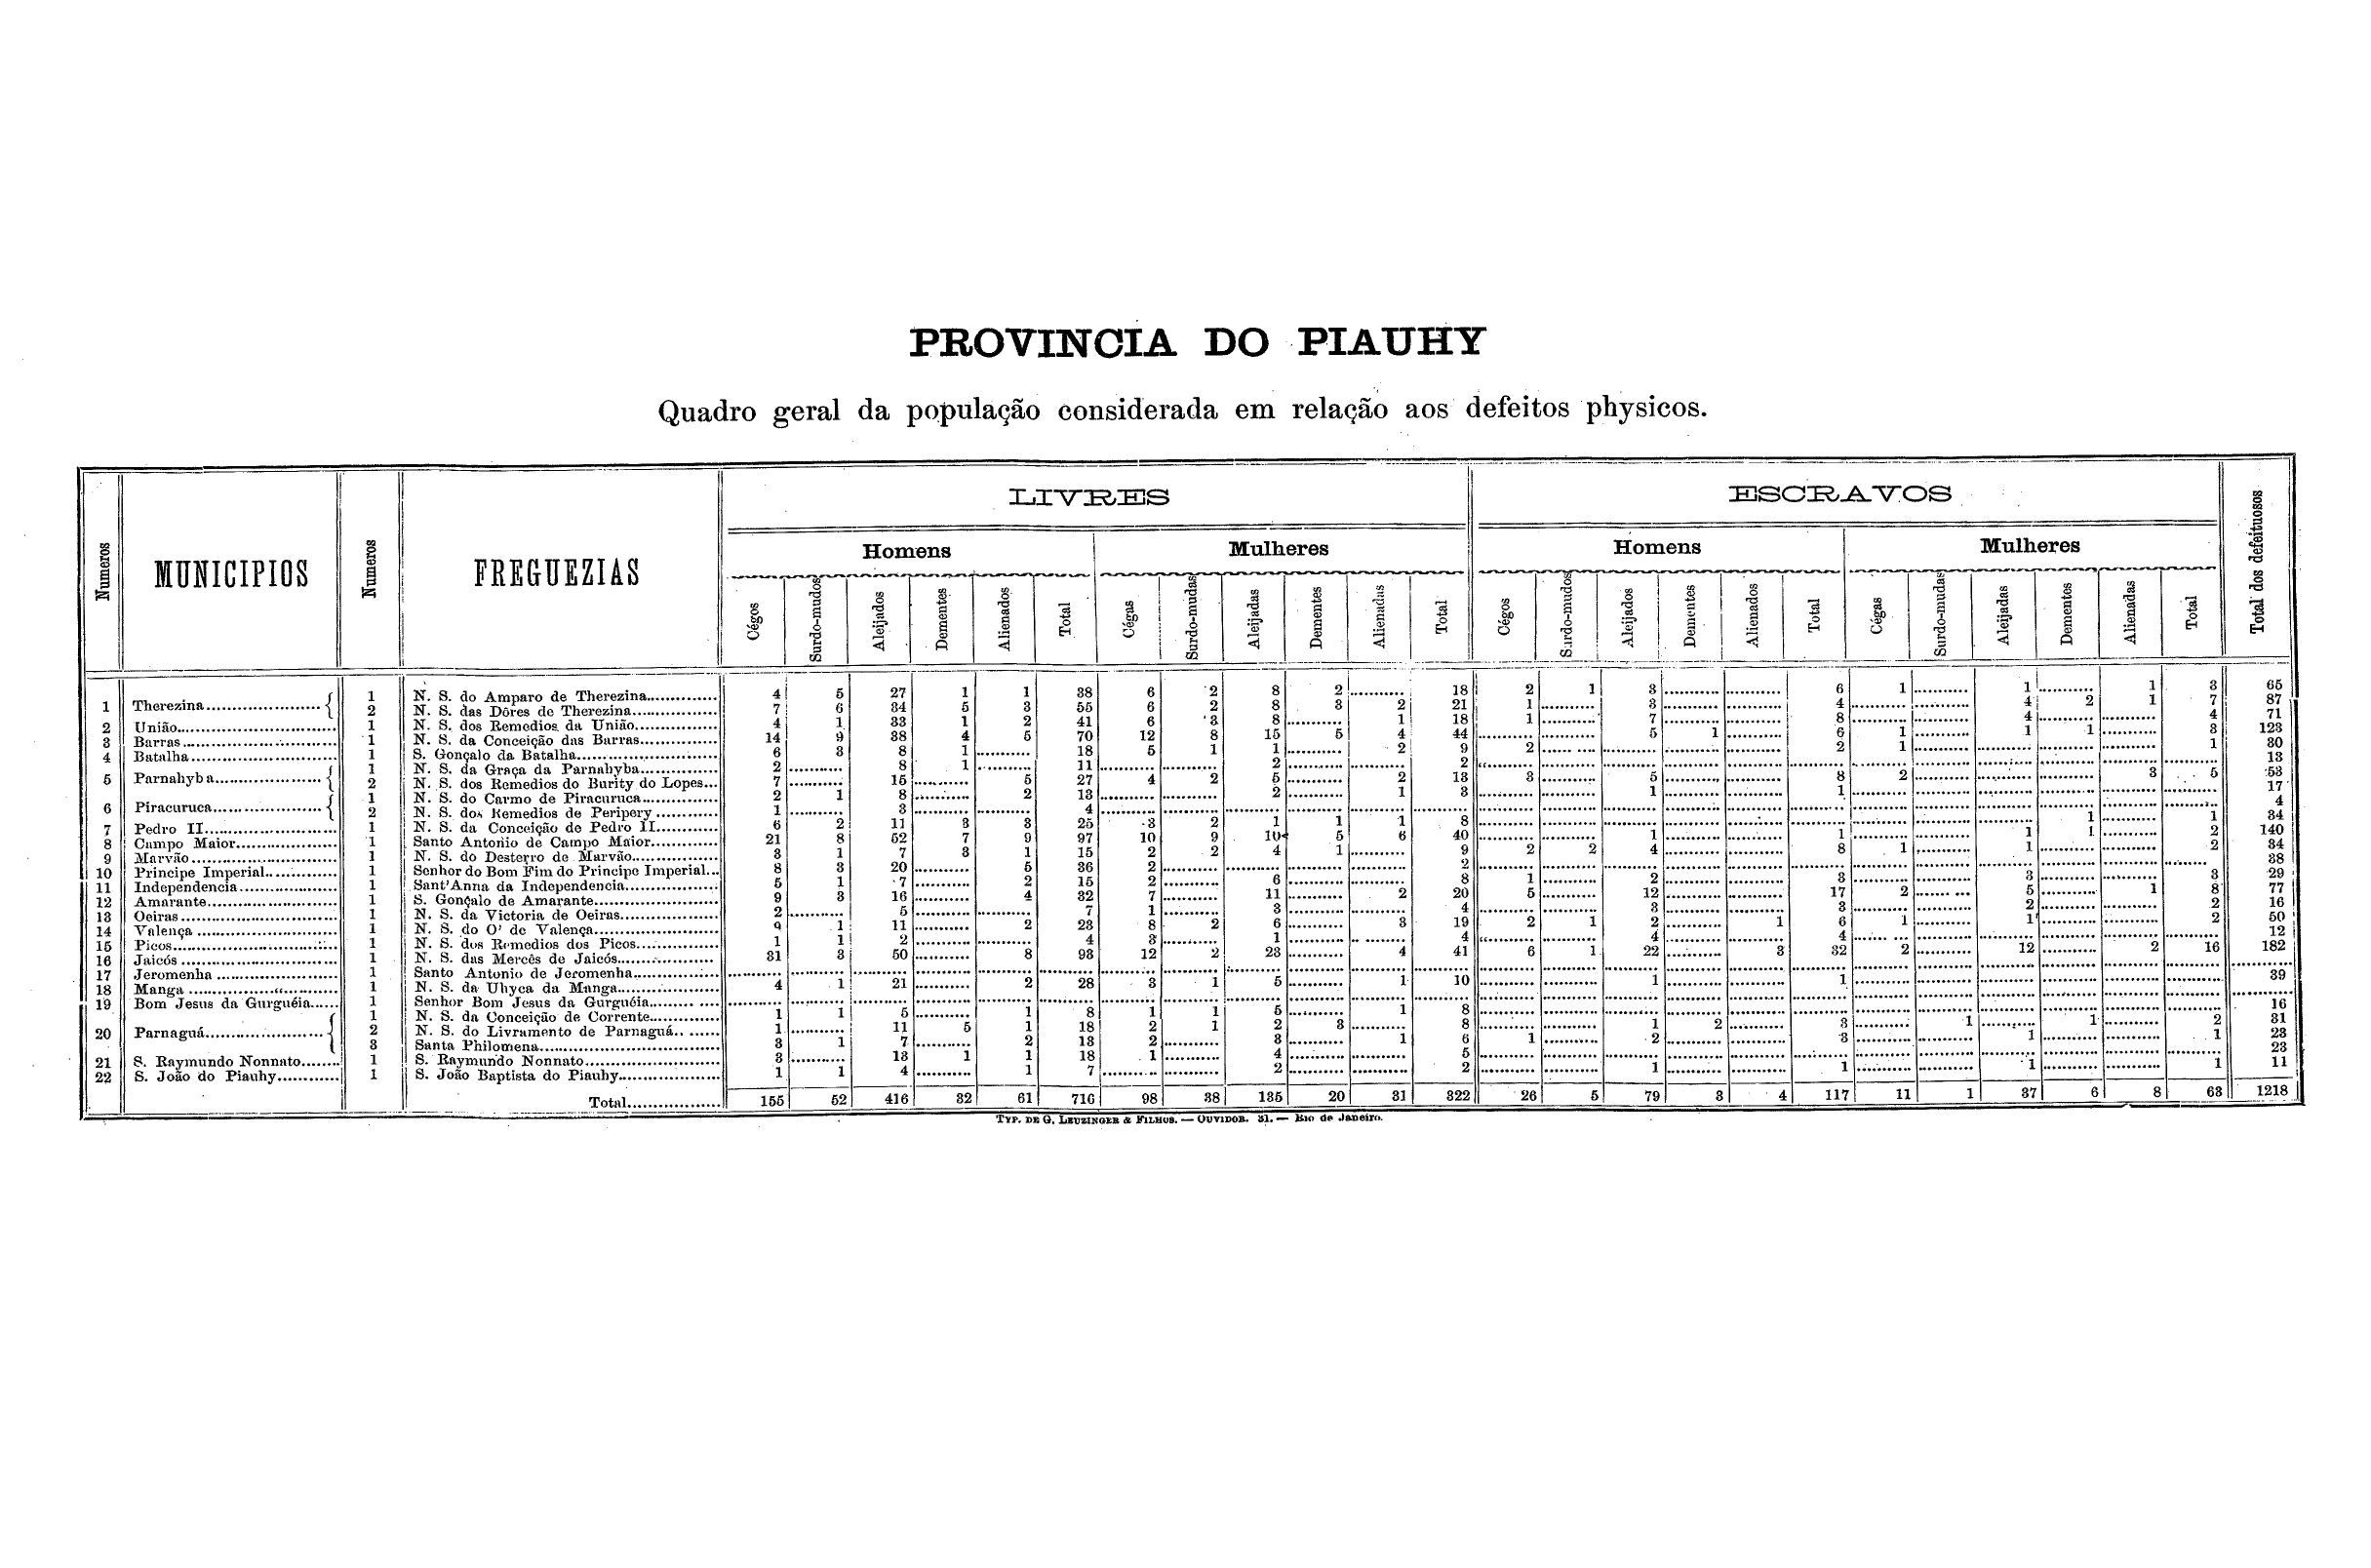 PROVINCIA DO PIAUHY
Quadro geral da população considerada em relação aos defeitos physicos.
Numeros MUNICIPIOS Numeros FREGUEZIAS LIVRES ESCRAVOS Total dos defeituosos
Homens Mulheres Homens Mulheres
Cégos Surdo-mudos Aleijados Dementes Alienados Total Cégas Surdo-mudas Aleijadas Dementes Alienadas Total Cégos Surdo-mudos Aleijados Dementes Alienados Total Cégas Surdo-mudas Aleijadas Dementes Alienadas Total
1 Therezina 1 N. S. do Amparo de Therezina 4 5 27 1 1 38 6 2 8 2 ... 18 2 1 3 ... ... 6 1 ... 1 ... 1 3 65
2 N. S. das Dôres de Therezina 7 6 34 5 3 55 6 2 8 3 2 21 1 ... 3 ... ... 4 ... ... 4 2 1 7 87
2 União 1 N. S. dos Remedios da União 4 1 33 1 2 41 6 3 8 ... 1 18 1 ... 7 ... ... 8 ... ... 4 ... ... 4 71
3 Barras 1 N. S. da Conceição das Barras 14 9 38 4 5 70 12 8 15 5 4 44 ... ... 5 1 ... 6 1 ... 1 1 ... 3 123
4 Batalha 1 S. Gonçalo da Batalha 6 3 8 1 ... 18 5 1 1 ... 2 9 2 ... ... ... ... 2 1 ... ... ... ... 1 30
5 Parnahyba 1 N. S. da Graça da Parnahyba 2 ... 8 1 ... 11 ... ... 2 ... ... 2 ... ... ... ... ... ... ... ... ... ... ... ... 13
2 N. S. dos Remedios do Burity do Lopes 7 ... 15 ... 5 27 4 2 5 ... 2 13 3 ... 5 ... ... 8 2 ... ... ... 3 5 53
6 Piracuruca 1 N. S. do Carmo de Piracuruca 2 1 8 ... 2 13 ... ... 2 ... 1 3 ... ... 1 ... ... 1 ... ... ... ... ... ... 17
2 N. S. dos Remedios de Peripery 1 ... 3 ... ... 4 ... ... ... ... ... ... ... ... ... ... ... ... ... ... ... ... ... ... 4
7 Pedro II 1 N. S. da Conceição de Pedro II 6 2 11 3 3 25 3 2 1 1 1 8 ... ... ... ... ... ... ... ... ... 1 ... 1 34
8 Campo Maior 1 Santo Antonio de Campo Maior 21 8 52 7 9 97 10 9 10 5 6 40 ... ... 1 ... ... 1 ... ... 1 1 ... 2 140
9 Marvão 1 N. S. do Desterro de Marvão 3 1 7 3 1 15 2 2 4 1 ... 9 2 2 4 ... ... 8 1 ... 1 ... ... 2 34
10 Principe Imperial 1 Senhor do Bom Fim do Principe Imperial 8 3 20 ... 5 36 2 ... ... ... ... 2 ... ... ... ... ... ... ... ... ... ... ... ... 38
11 Independencia 1 Sant'Anna da Independencia 5 1 7 ... 2 15 2 ... 6 ... ... 8 1 ... 2 ... ... 3 ... ... 3 ... ... 3 29
12 Amarante 1 S. Gonçalo de Amarante 9 3 16 ... 4 32 7 ... 11 ... 2 20 5 ... 12 ... ... 17 2 ... 5 ... 1 8 77
13 Oeiras 1 N. S. da Victoria de Oeiras 2 ... 5 ... ... 7 1 ... 3 ... ... 4 ... ... 3 ... ... 3 ... ... 2 ... ... 2 16
14 Valença 1 N. S. do O' de Valença 9 1 11 ... 2 23 8 2 6 ... 3 19 2 1 2 ... 1 6 1 ... 1 ... ... 2 50
15 Picos 1 N. S. dos Remedios dos Picos 1 1 2 ... ... 4 3 ... 1 ... ... 4 ... ... 4 ... ... 4 ... ... ... ... ... ... 12
16 Jaicós 1 N. S. das Mercês de Jaicós 31 3 50 ... 8 93 12 2 23 ... 4 41 6 1 22 ... 3 32 2 ... 12 ... 2 16 182
17 Jeromenha 1 Santo Antonio de Jeromenha ... ... ... ... ... ... ... ... ... ... ... ... ... ... ... ... ... ... ... ... ... ... ... ... ...
18 Manga 1 N. S. da Uhyca da Manga 4 1 21 ... 2 28 3 1 5 ... 1 10 ... ... 1 ... ... 1 ... ... ... ... ... ... 39
19 Bom Jesus da Gurguéia 1 Senhor Bom Jesus da Gurguéia ... ... ... ... ... ... ... ... ... ... ... ... ... ... ... ... ... ... ... ... ... ... ... ... ...
20 Parnaguá 1 N. S. da Conceição de Corrente 1 1 5 ... 1 8 1 1 5 ... 1 8 ... ... ... ... ... ... ... ... ... ... ... ... 16
2 N. S. do Livramento de Parnaguá 1 ... 11 5 1 18 2 1 2 3 ... 8 ... ... 1 2 ... 3 ... 1 ... 1 ... 2 31
3 Santa Philomena 3 1 7 ... 2 13 2 ... 3 ... 1 6 1 ... 2 ... ... 3 ... ... 1 ... ... 1 23
21 S. Raymundo Nonnato 1 S. Raymundo Nonnato 3 ... 13 1 1 18 1 ... 4 ... ... 5 ... ... ... ... ... ... ... ... ... ... ... ... 23
22 S. João do Piauhy 1 S. João Baptista do Piauhy 1 1 4 ... 1 7 ... ... 2 ... ... 2 ... ... 1 ... ... 1 ... ... 1 ... ... 1 11
Total 155 52 416 32 61 716 98 38 135 20 31 322 26 5 79 3 4 117 11 1 37 6 8 63 1218
TYP. DE G. LEUZINGER & FILHOS. — OUVIDOR. 31. — Rio de Janeiro.